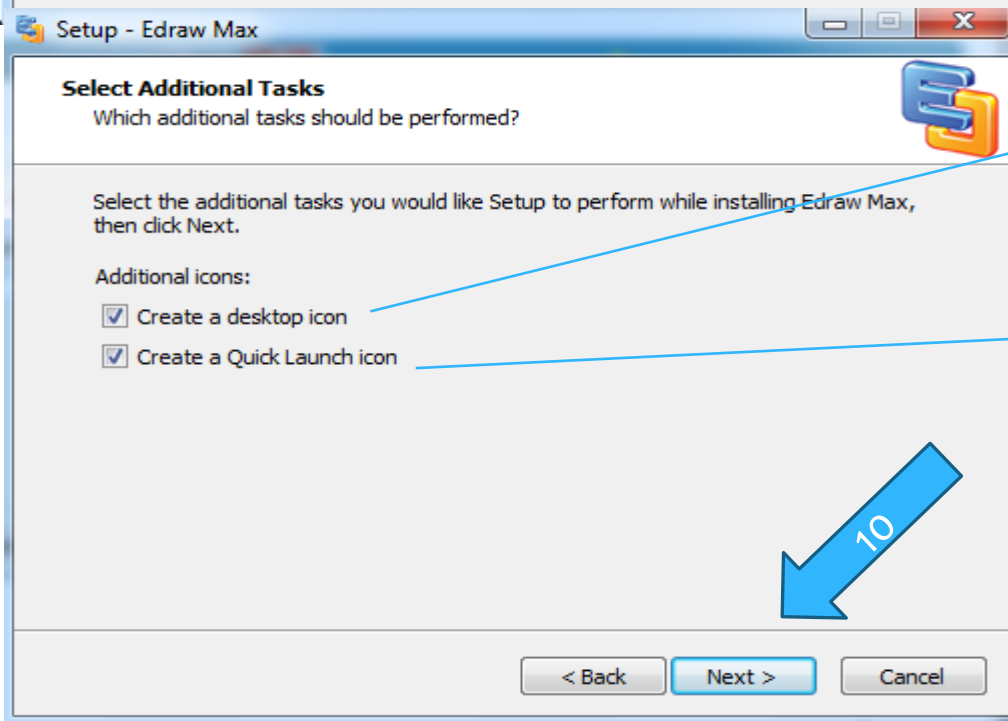 Setup - Edraw Max
Select Additional Tasks
Which additional tasks should be performed?
Select the additional tasks you would like Setup to perform while installing Edraw Max,
then click Next.
Additional icons:
Create a desktop icon
Create a Quick Launch icon
10
< Back
Next >
Cancel